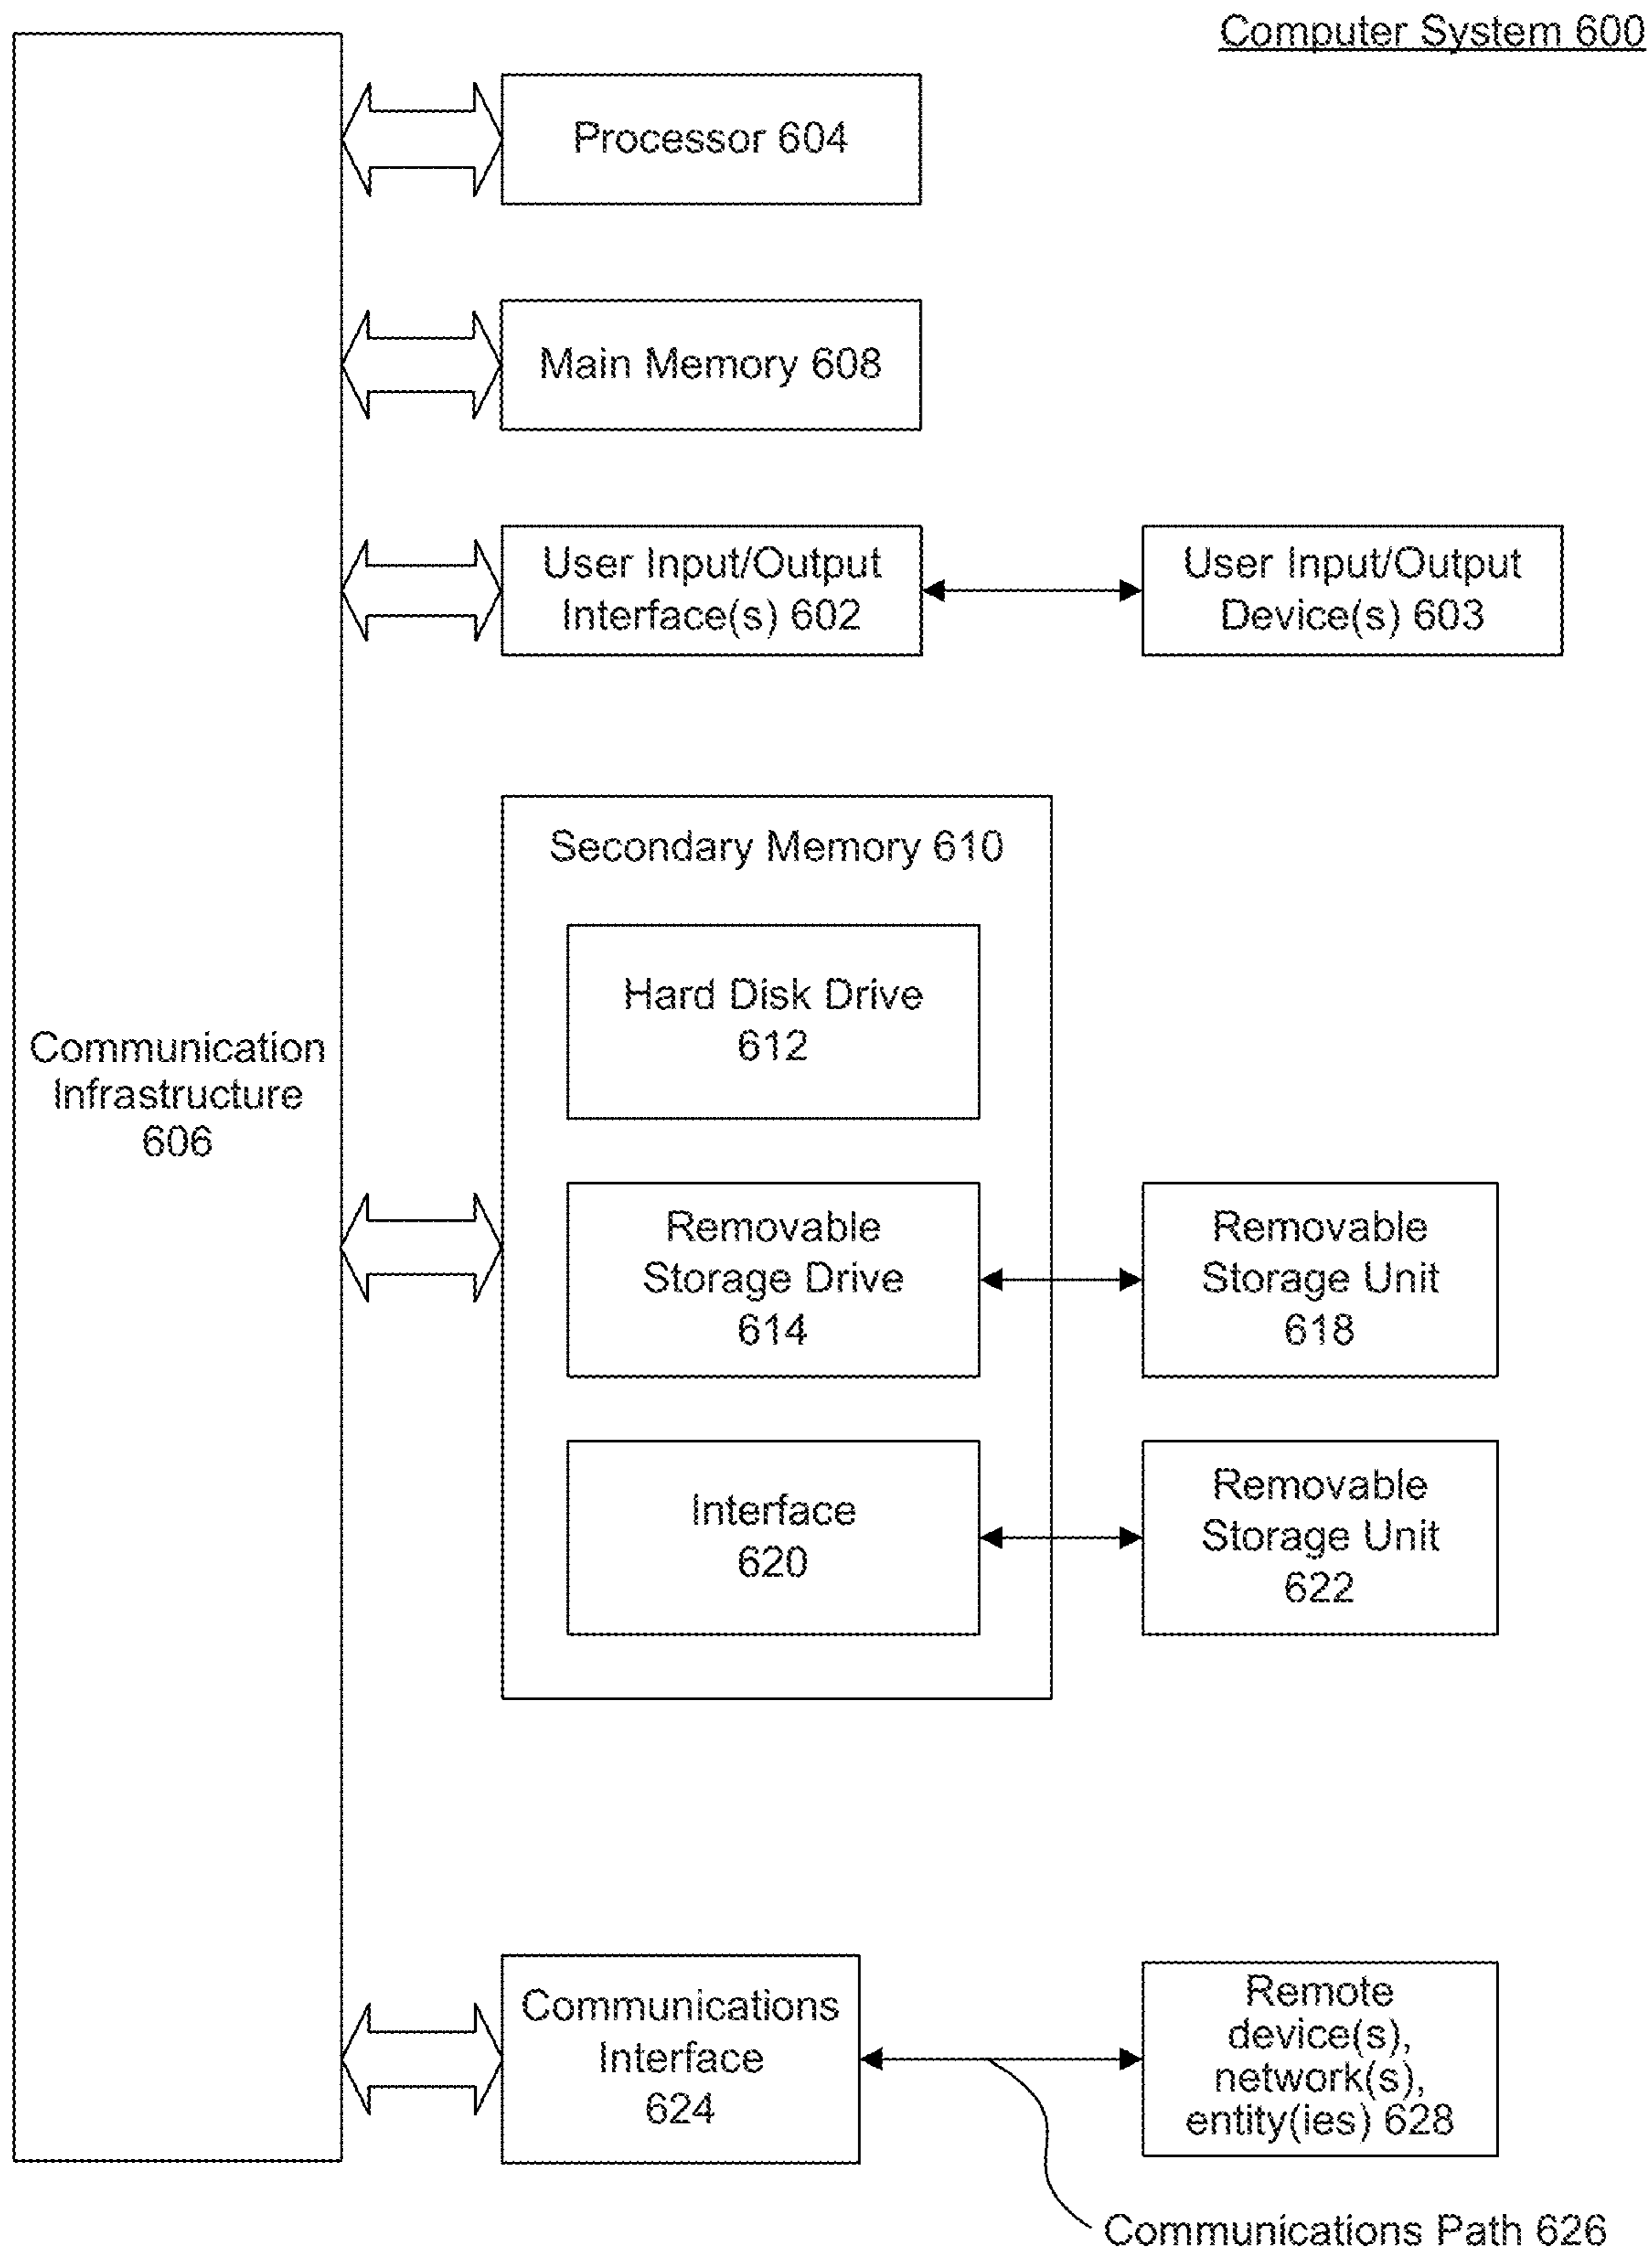 Computer System 600
Processor 604
Main Memory 608
User Input/Output
Interface(s) 602
User Input/Output
Device(s) 603
Communication
Infrastructure
606
Secondary Memory 610
Hard Disk Drive
612
Removable
Storage Drive
614
Removable
Storage Unit
618
Interface
620
Removable
Storage Unit
622
Communications
Interface
624
Remote
device(s),
network(s),
entity(ies) 628
Communications Path 626